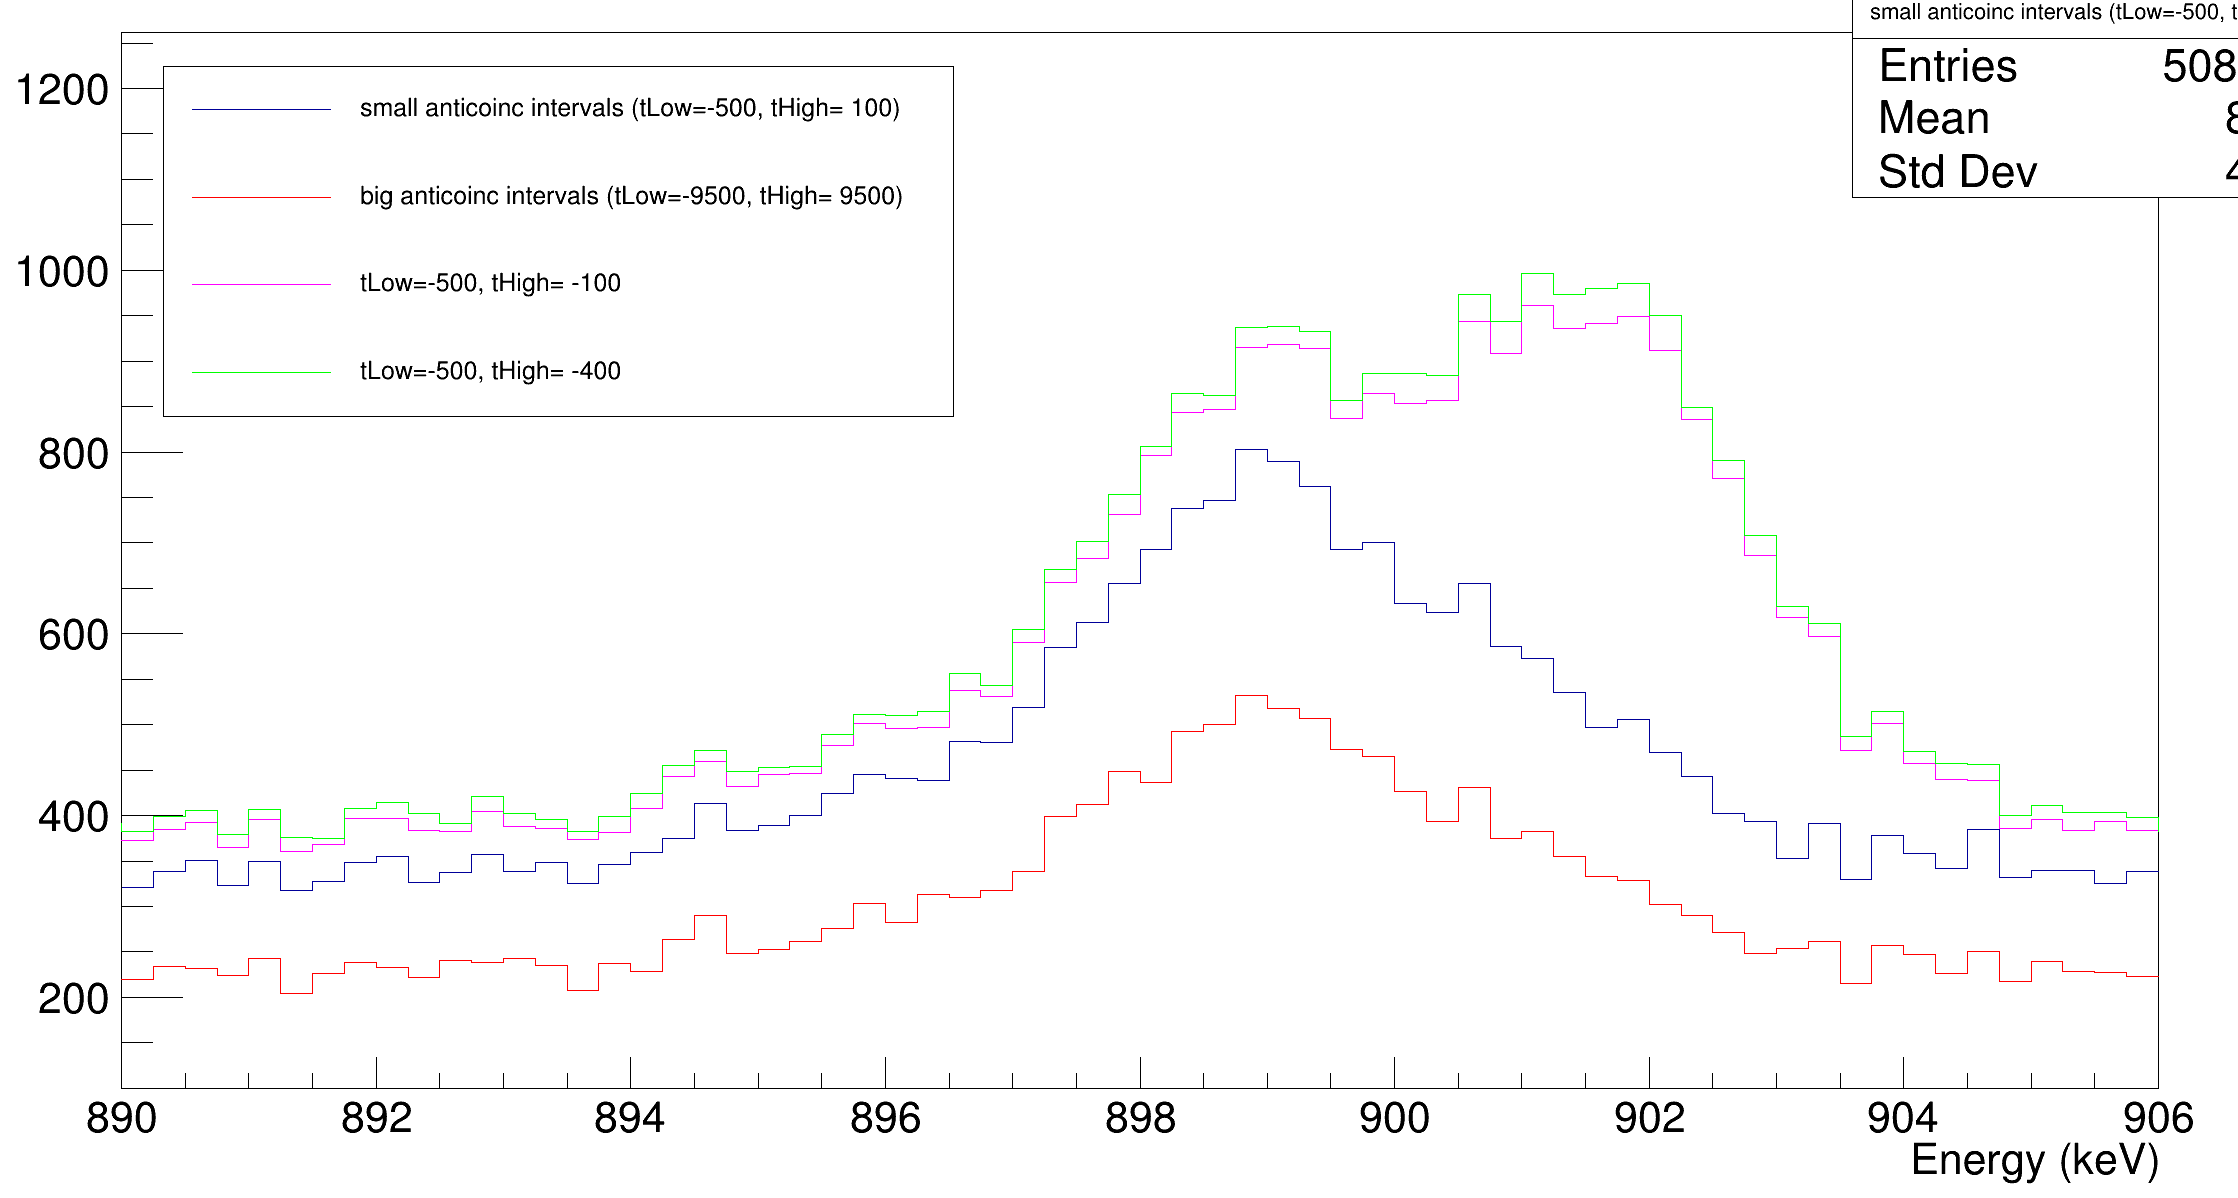 small anticoinc intervals (tLow=-500, t
Entries 508
Mean 8
Std Dev 4
small anticoinc intervals (tLow=-500, tHigh= 100)
big anticoinc intervals (tLow=-9500, tHigh= 9500)
tLow=-500, tHigh= -100
tLow=-500, tHigh= -400
1200
1000
800
600
400
200
890 892 894 896 898 900 902 904 906
Energy (keV)